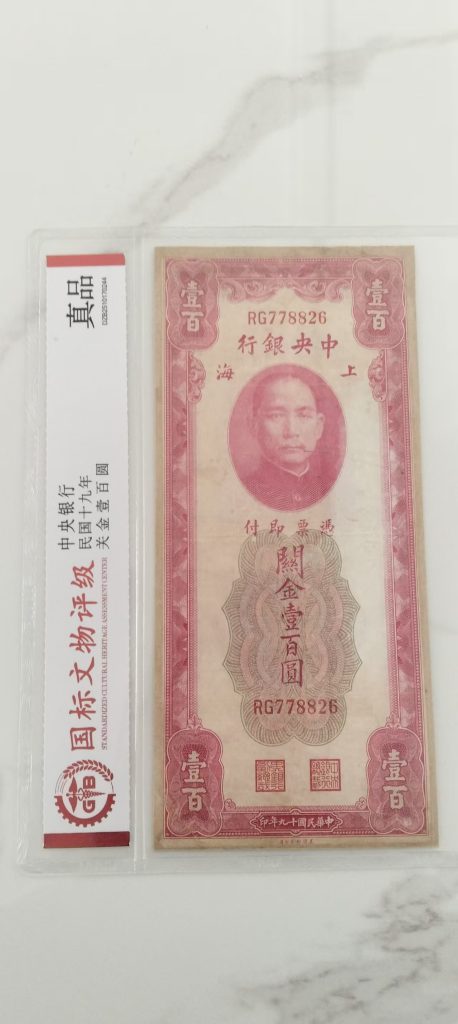 国标文物评级
STANDARDIZED CULTURAL HERITAGE ASSESSMENT CENTER
GB
中央银行
民国十九年
关金壹百圆
真品
DZB2510170244
壹百
壹百
RG778826
行銀央中
海上
付即票憑
關金壹百圓
RG778826
壹百
壹百
印年九十國民華中